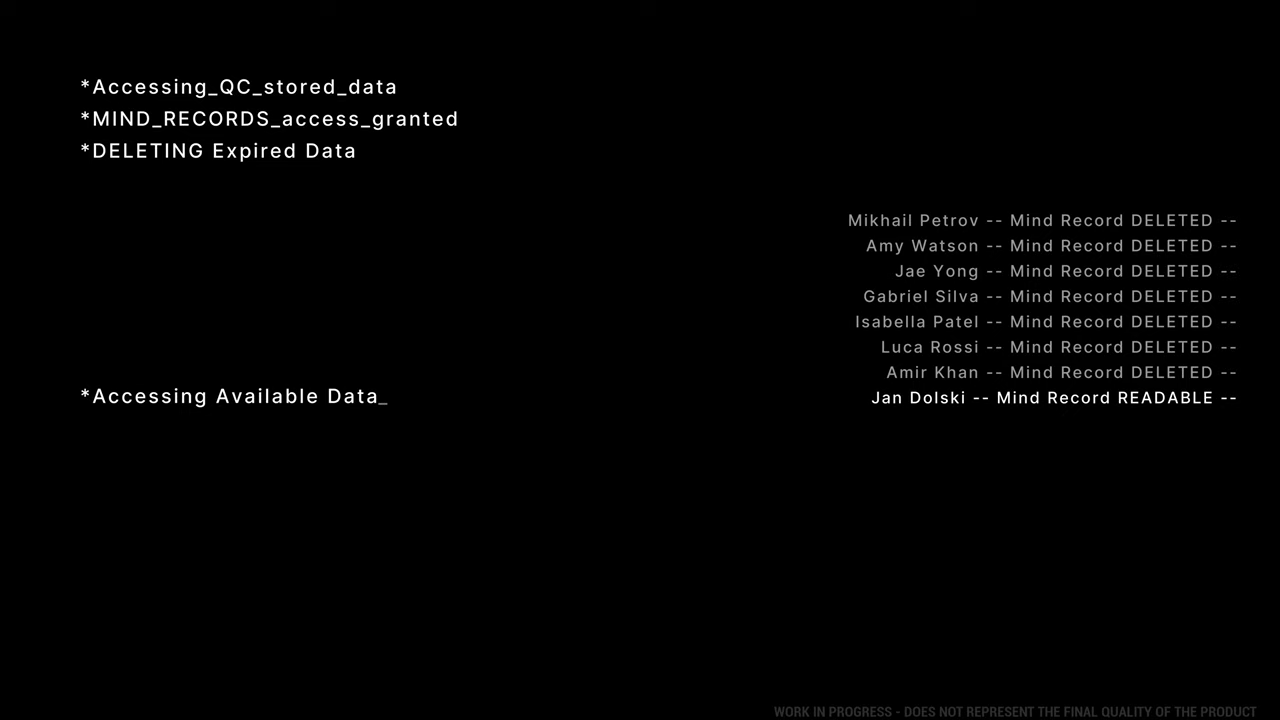 *Accessing_QC_stored_data
*MIND_RECORDS_access_granted
*DELETING Expired Data
Mikhail Petrov -- Mind Record DELETED --
Amy Watson -- Mind Record DELETED --
Jae Yong -- Mind Record DELETED --
Gabriel Silva -- Mind Record DELETED --
Isabella Patel -- Mind Record DELETED --
Luca Rossi -- Mind Record DELETED --
Amir Khan -- Mind Record DELETED --
*Accessing Available Data_
Jan Dolski -- Mind Record READABLE --
WORK IN PROGRESS - DOES NOT REPRESENT THE FINAL QUALITY OF THE PRODUCT